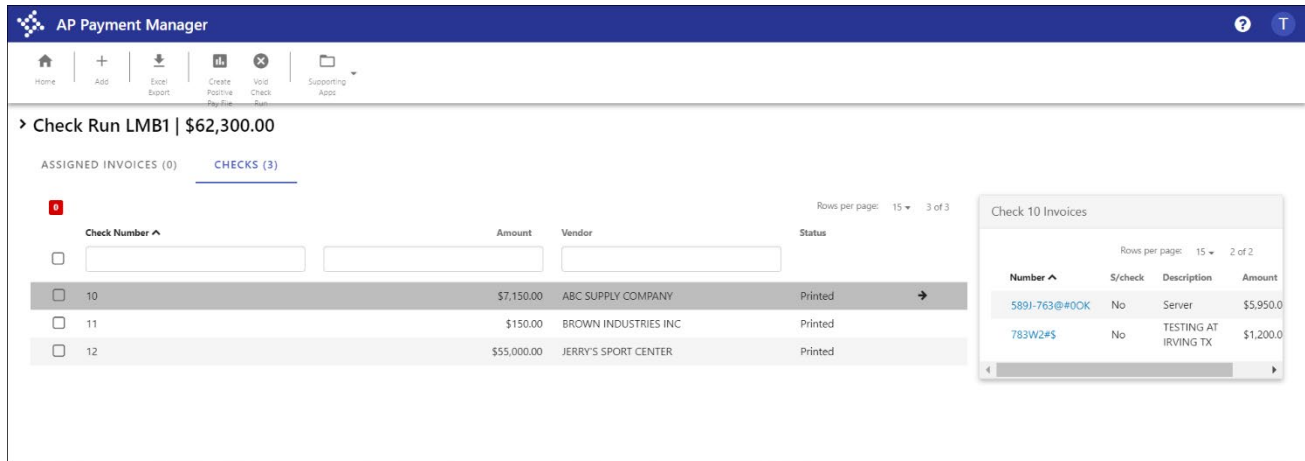 AP Payment Manager
? T
Home
Add
Excel Export
Create Positive Pay File
Void Check Run
Supporting Apps
Check Run LMB1 | $62,300.00
ASSIGNED INVOICES (0) CHECKS (3)
0 Rows per page: 15 3 of 3
Check Number Amount Vendor Status
10 $7,150.00 ABC SUPPLY COMPANY Printed
11 $150.00 BROWN INDUSTRIES INC Printed
12 $55,000.00 JERRY'S SPORT CENTER Printed
Check 10 Invoices
Rows per page: 15 2 of 2
Number S/check Description Amount
589J-763@#0OK No Server $5,950.0
783W2#$ No TESTING AT IRVING TX $1,200.0